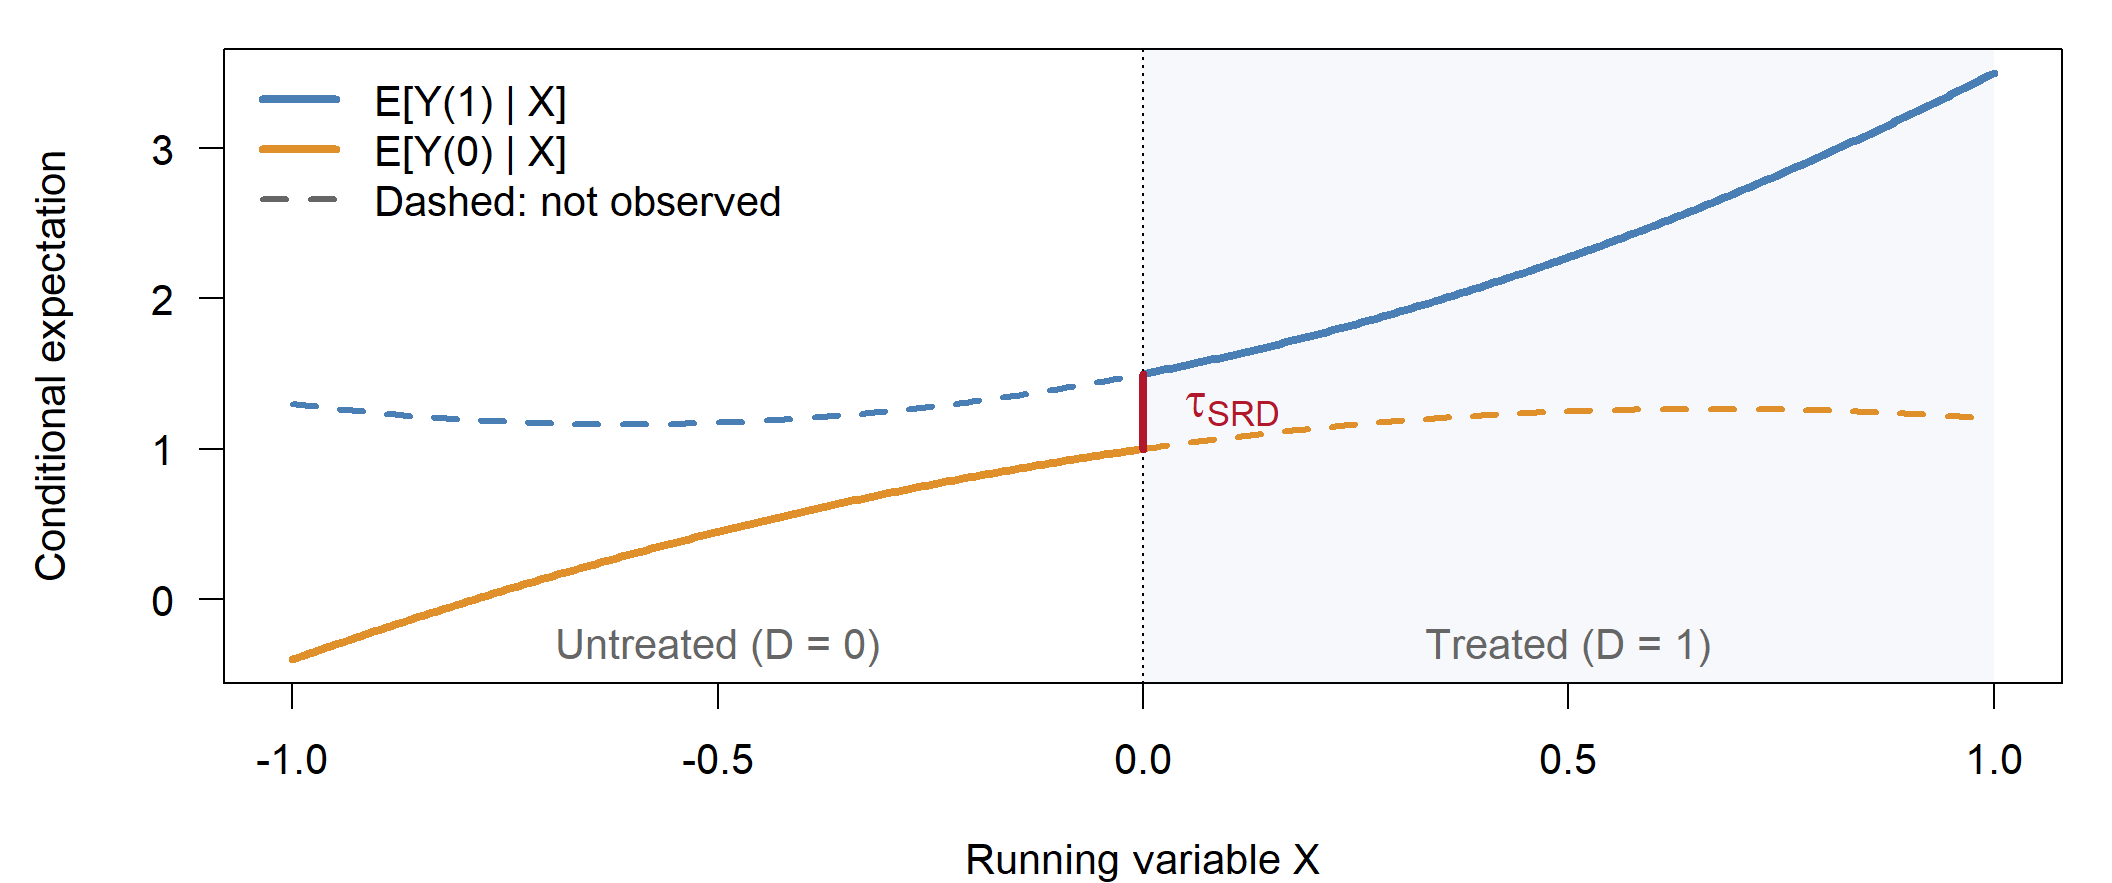 E[Y(1) | X]
E[Y(0) | X]
Dashed: not observed
3
2
1
0
Conditional expectation
τSRD
Untreated (D = 0)
Treated (D = 1)
-1.0 -0.5 0.0 0.5 1.0
Running variable X